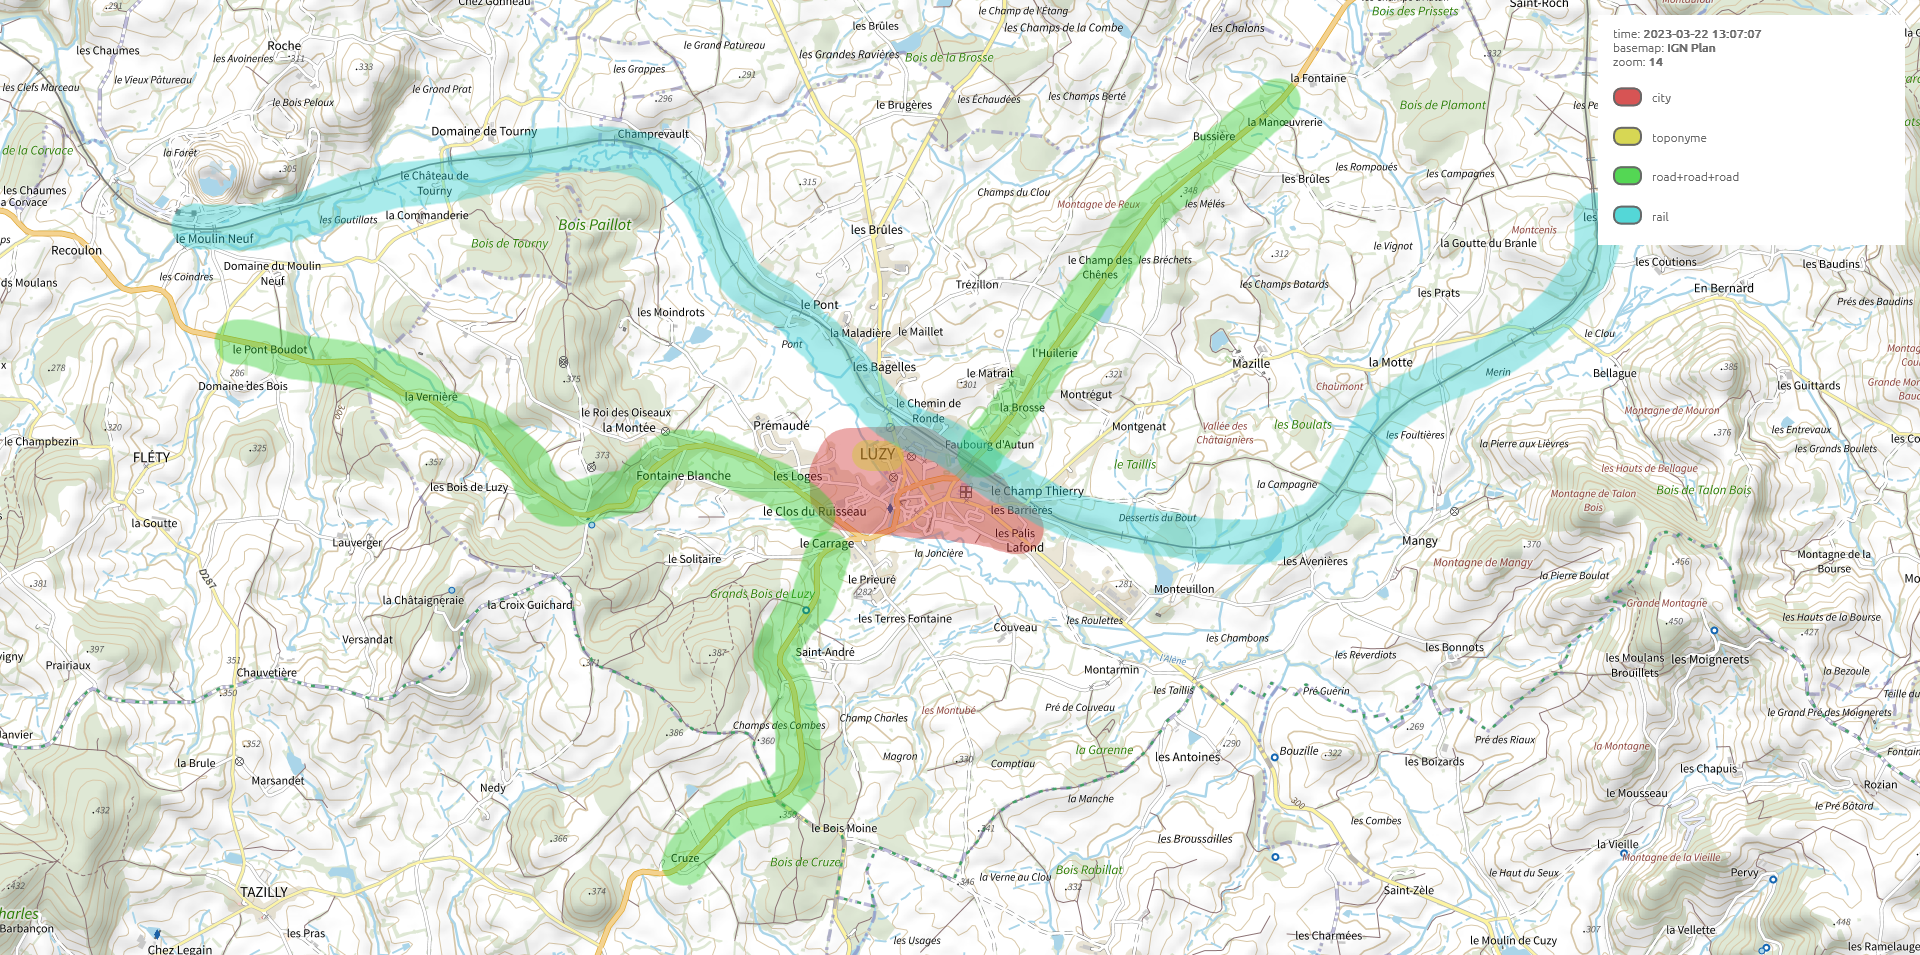 Chez Gonneau
.291
le Champ de l'Étang
Bois des Prissets
Saint-Roch
les Brûles
les Champs de la Combe
les Chalons
time: 2023-03-22 13:07:07
basemap: IGN Plan
zoom: 14
city
toponyme
road+road+road
rail
les Chaumes
Roche
.311
les Avoineries
le Grand Patureau
les Grandes Ravières
Bois de la Brosse
.332
le Vieux Pâtureau
.333
les Grappes
.291
la Fontaine
les Clefs Marceau
le Grand Prat
le Bois Peloux
.296
le Brugères
les Échaudées
les Champs Berté
Bois de Plamont
les Pe
Domaine de Tourny
Champrevault
Bussière
la Manœuvrerie
de la Corvace
la Forêt
.305
les Rompoués
les Chaumes
a Corvace
le Château de
Tourny
.315
Champs du Clou
.348
les Brûles
les Campagnes
Montagne de Reux
les Mélés
les Goutillats
la Commanderie
Bois Paillot
les
le Moulin Neuf
Bois de Tourny
les Brûles
Montcenis
Recoulon
le Vignot
la Goutte du Branle
Domaine du Moulin
Neuf
les Coindres
le Champ des
Chênes
les Bréchets
.312
les Coutions
les Baudins
ds Moulans
Trézillon
les Champs Batards
les Prats
En Bernard
Prés des Baudins
le Pont
les Moindrots
la Maladière
le Maillet
le Clou
le Pont Boudot
Pont
l'Huilerie
Mazille
la Motte
Merin
.278
286
Domaine des Bois
.375
les Bagelles
le Matrait
.301
.321
Bellague
.385
les Guittards
la Vernière
300
Montrégut
Chaumont
le Roi des Oiseaux
la Montée
le Chemin de
Ronde
la Brosse
Montagne de Mouron
.320
Prémaude
Montgenat
Vallée des
Châtaigniers
les Boulats
les Foultières
.376
les Entrevaux
le Champbezin
.325
Faubourg d'Autun
la Pierre aux Lièvres
les Grands Boulets
FLÉTY
.373
LUZY
le Taillis
les Hauts de Bellague
les Bois de Luzy
Fontaine Blanche
les Loges
le Champ Thierry
la Campagne
Montagne de Talon
Bois
Bois de Talon Bois
la Goutte
le Clos du Ruisseau
les Barrières
Dessertis du Bout
Lauverger
le Carrage
les Palis
Lafond
Mangy
.370
la Joncière
le Solitaire
les Avenières
Montagne de Mangy
.456
Montagne de la
Bourse
.381
D287
le Prieuré
.282
.281
Monteuillon
la Pierre Boulat
la Châtaigneraie
la Croix Guichard
Grands Bois de Luzy
Grande Montagne
les Terres Fontaine
Couveau
les Roulettes
.450
les Hauts de la Bourse
.427
Versandat
les Chambons
.397
Prairiaux
.387
Saint-André
l'Alène
les Reverdiots
les Bonnots
les Moulans
Brouillets
les Moignerets
351
Chauvetière
.371
Montarmin
la Bezoule
.350
les Taillis
Pré Guérin
Janvier
Champs des Combes
Champ Charles
les Montubé
Pré de Couveau
.269
le Grand Pré des Moignerets
.386
.360
.352
la Garenne
.290
Pré des Riaux
la Montagne
la Brule
Magron
.330
Comptiau
les Antoines
Bouzille
.322
les Boizards
les Chapuis
Marsandet
Nedy
la Manche
300
le Mousseau
Rozian
.432
.350
le Pré Bâtard
.366
le Bois Moine
.341
les Broussailles
les Combes
la Vieille
Montagne de la Vieille
Cruze
Bois de Cruze
Bois Rabillat
le Haut du Seux
Pervy
.432
TAZILLY
.374
.346
la Verne au Clou
.332
Saint-Zèle
harles
Barbançon
les Pras
les Usages
les Charmées
le Moulin de Cuzy
.307
la Vellette
.448
Chez Legain
les Ramelauge